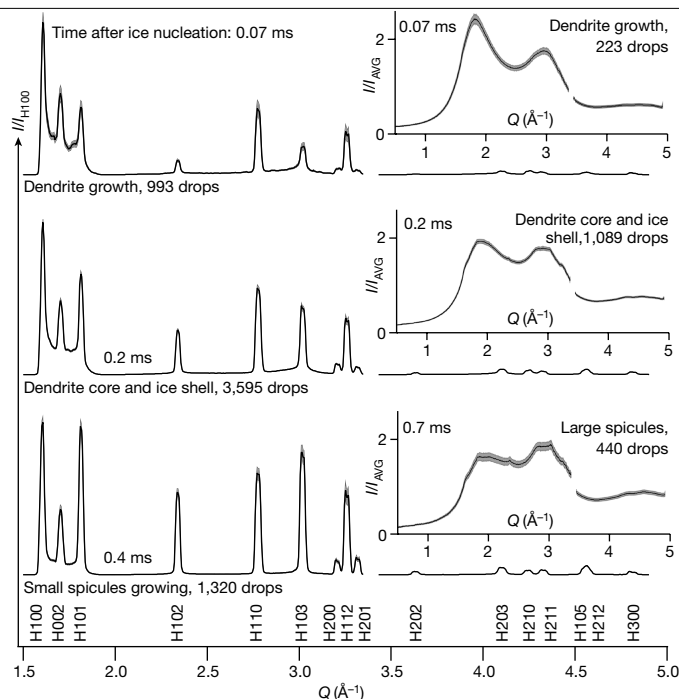 Time after ice nucleation: 0.07 ms
I/I_H100
Dendrite growth, 993 drops
0.07 ms
Dendrite growth,
223 drops
I/I_AVG
2
0
Q (Å⁻¹)
1 2 3 4 5
0.2 ms
Dendrite core and ice shell, 3,595 drops
0.2 ms
Dendrite core and ice
shell,1,089 drops
I/I_AVG
2
0
Q (Å⁻¹)
1 2 3 4 5
0.4 ms
Small spicules growing, 1,320 drops
0.7 ms
Large spicules,
440 drops
I/I_AVG
2
0
Q (Å⁻¹)
1 2 3 4 5
H100 H002 H101 H102 H110 H103 H200 H112 H201 H202 H203 H210 H211 H105 H212 H300
1.5 2.0 2.5 3.0 3.5 4.0 4.5 5.0
Q (Å⁻¹)